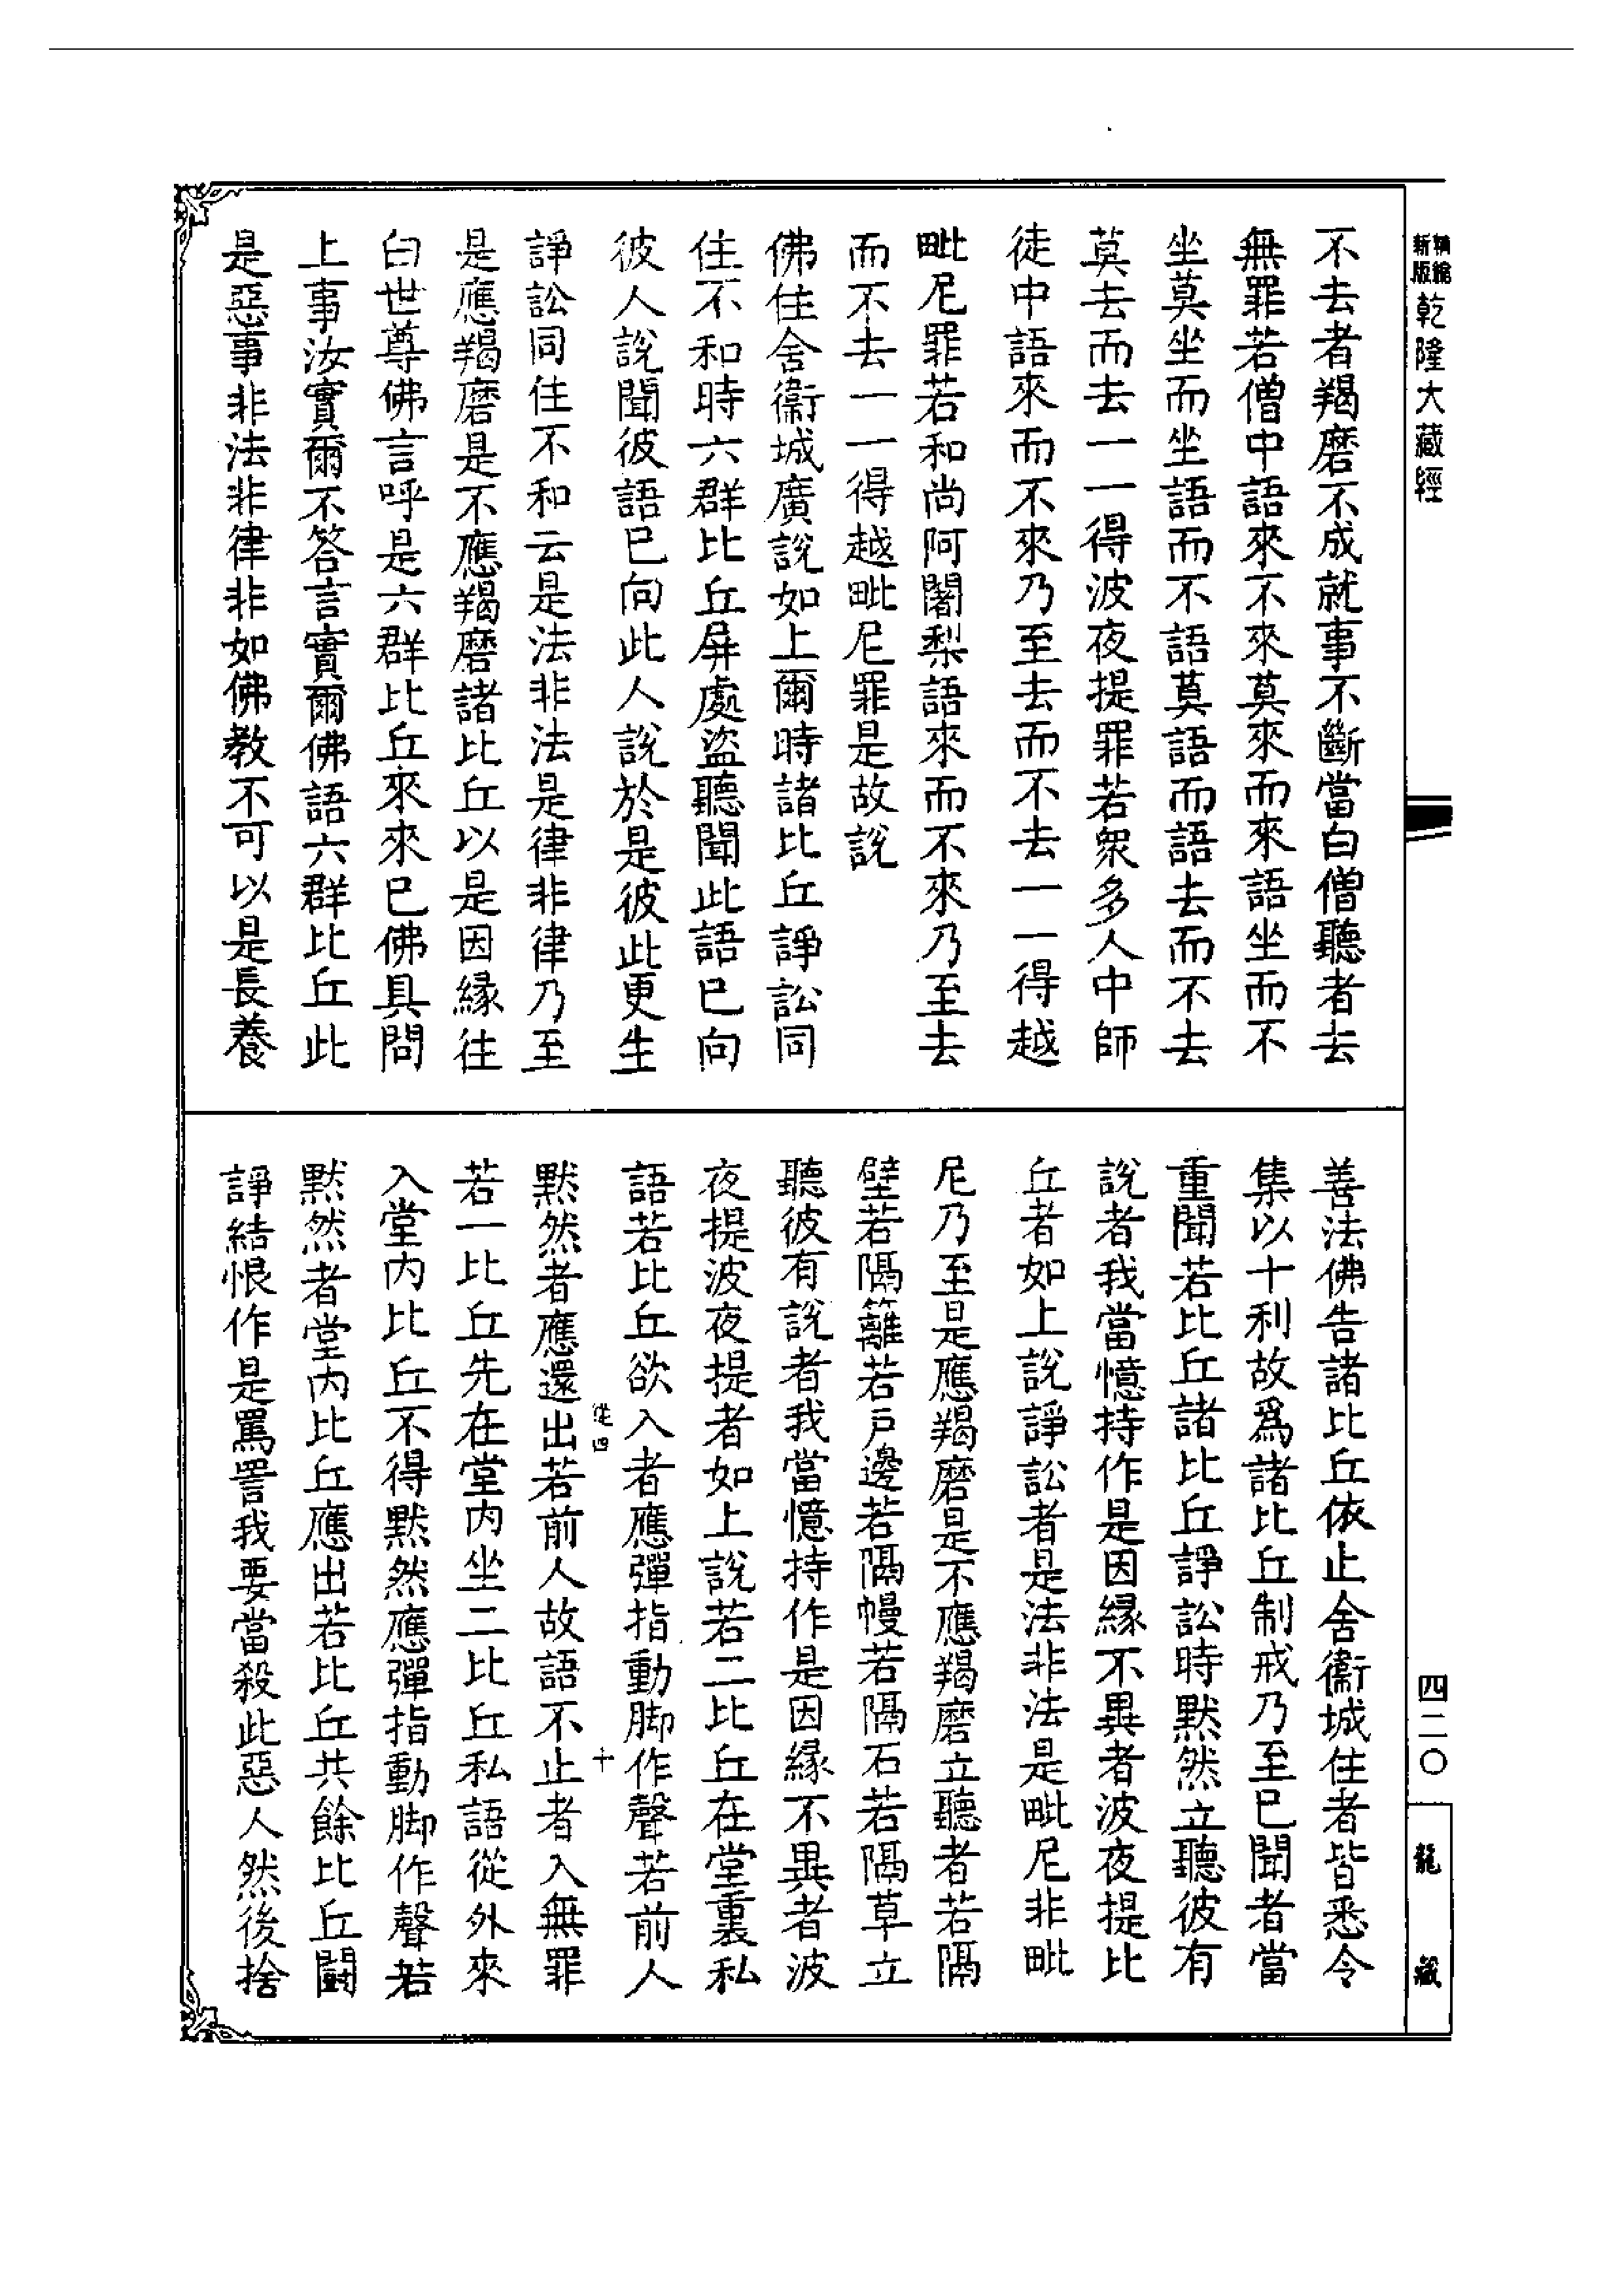 新版精縮
乾隆大藏經
四二〇
龍藏
不去者羯磨不成就事不斷當白僧聽者去
無罪若僧中語來不來莫來而來語坐而不
坐莫坐而坐語而不語莫語而語去而不去
莫去而去一一得波夜提罪若衆多人中師
徒中語來而不來乃至去而不去一一得越
毗尼罪若和尚阿闍梨語來而不來乃至去
而不去一一得越毗尼罪是故說
佛住舍衞城廣說如上爾時諸比丘諍訟同
住不和時六群比丘屏處盜聽聞此語已向
彼人說聞彼語已向此人說於是彼此更生
諍訟同住不和云是法非法是律非律乃至
是應羯磨是不應羯磨諸比丘以是因緣往
白世尊佛言呼是六群比丘來來已佛具問
上事汝實爾不答言實爾佛語六群比丘此
是惡事非法非律非如佛教不可以是長養
善法佛告諸比丘依止舍衞城住者皆悉令
集以十利故爲諸比丘制戒乃至已聞者當
重聞若比丘諸比丘諍訟時默然立聽彼有
說者我當憶持作是因緣不異者波夜提比
丘者如上說諍訟者是法非法是毗尼非毗
尼乃至是應羯磨是不應羯磨立聽者若隔
壁若隔籬若戶邊若隔幔若隔石若隔草立
聽彼有說者我當憶持作是因緣不異者波
夜提波夜提者如上說若二比丘在堂裏私
語若比丘欲入者應彈指動脚作聲若前人
從四
十
默然者應還出若前人故語不止者入無罪
若一比丘先在堂內坐二比丘私語從外來
入堂內比丘不得默然應彈指動脚作聲若
默然者堂內比丘應出若比丘共餘比丘鬭
諍結恨作是罵詈我要當殺此惡人然後捨